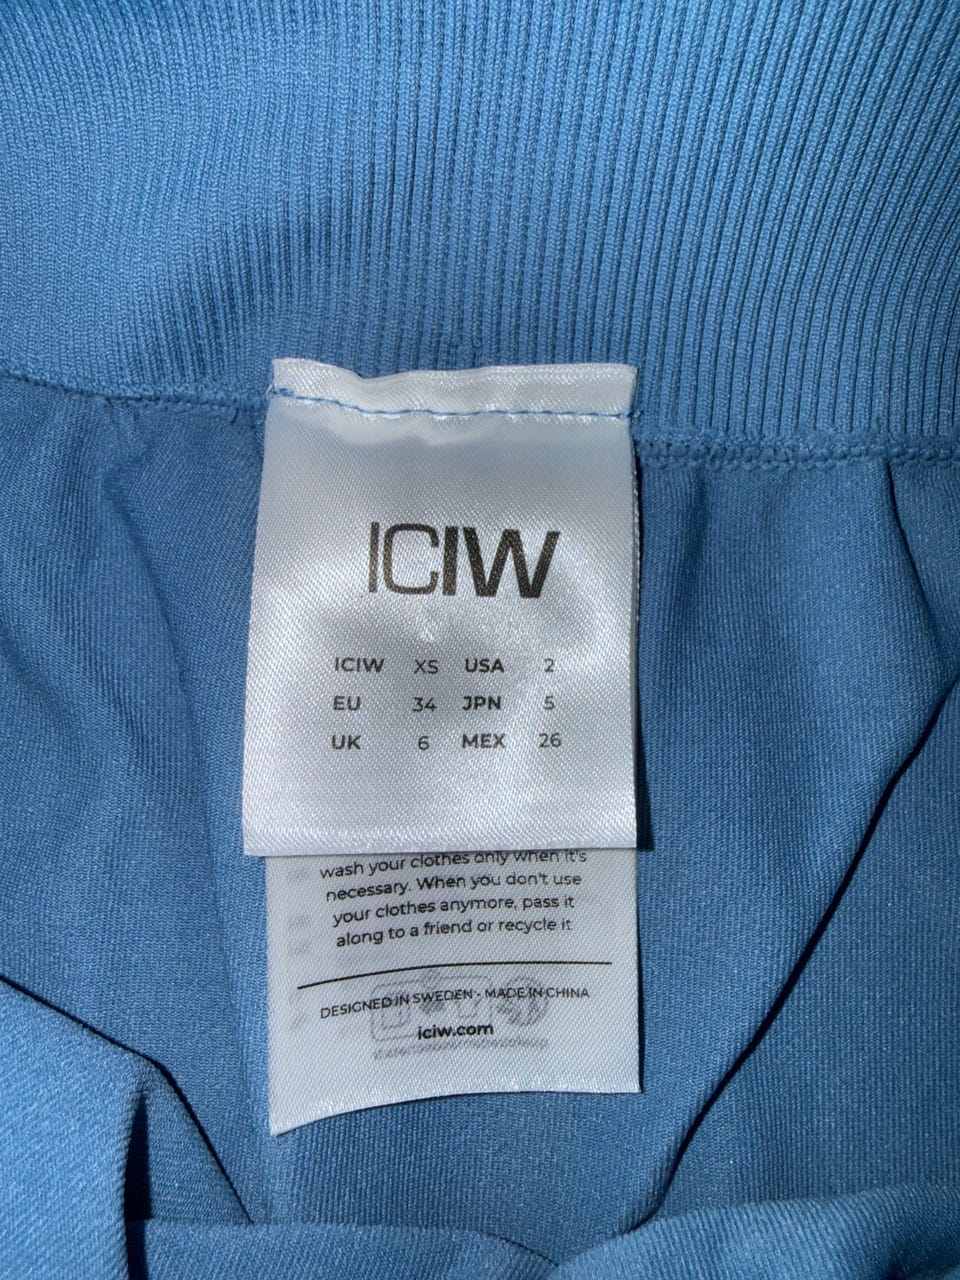 ICIW
ICIW XS USA 2
EU 34 JPN 5
UK 6 MEX 26
wash your clothes only when it's
necessary. When you don't use
your clothes anymore, pass it
along to a friend or recycle it
DESIGNED IN SWEDEN - MADE IN CHINA
iciw.com